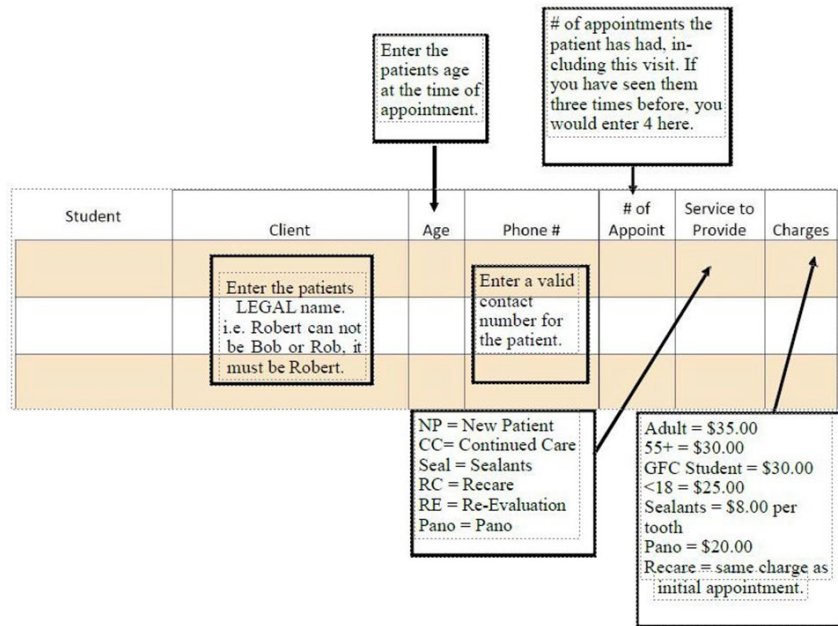 Enter the
patients age
at the time of
appointment.
# of appointments the
patient has had, in-
cluding this visit. If
you have seen them
three times before, you
would enter 4 here.
Student
Client
Age
Phone #
# of
Appoint
Service to
Provide
Charges
Enter the patients
LEGAL name.
i.e. Robert can not
be Bob or Rob, it
must be Robert.
Enter a valid
contact
number for
the patient.
NP = New Patient
CC= Continued Care
Seal = Sealants
RC = Recare
RE = Re-Evaluation
Pano = Pano
Adult = $35.00
55+ = $30.00
GFC Student = $30.00
<18 = $25.00
Sealants = $8.00 per
tooth
Pano = $20.00
Recare = same charge as
initial appointment.